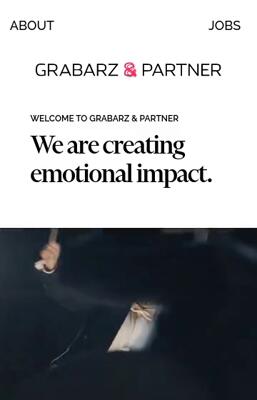 ABOUT JOBS
GRABARZ & PARTNER
WELCOME TO GRABARZ & PARTNER
We are creating
emotional impact.